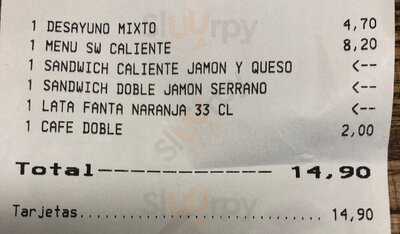 1 DESAYUNO MIXTO 4,70
1 MENU SW CALIENTE 8,20
1 SANDWICH CALIENTE JAMON Y QUESO <--
1 SANDWICH DOBLE JAMON SERRANO <--
1 LATA FANTA NARANJA 33 CL <--
1 CAFE DOBLE 2,00
Total------------ 14,90
Tarjetas.............................. 14,90